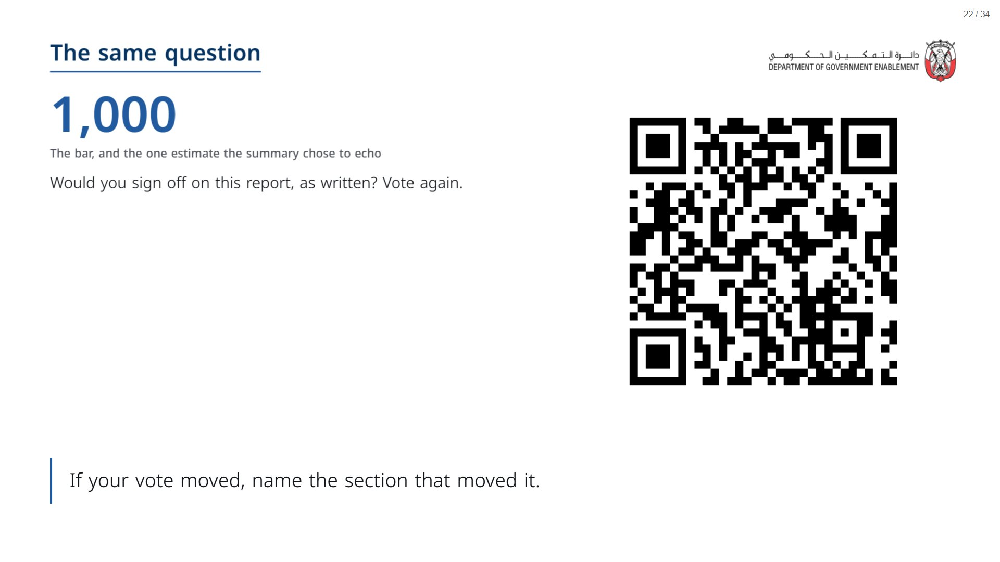 22 / 34
The same question
دائرة التمكين الحكومي
DEPARTMENT OF GOVERNMENT ENABLEMENT
1,000
The bar, and the one estimate the summary chose to echo
Would you sign off on this report, as written? Vote again.
If your vote moved, name the section that moved it.